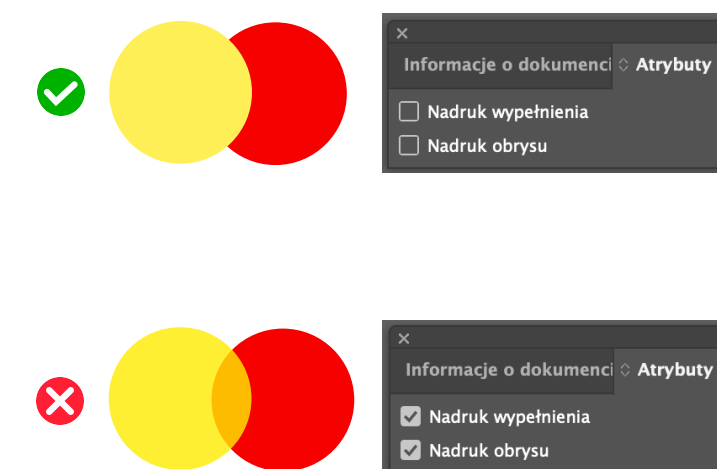 Informacje o dokumenci Atrybuty
Nadruk wypełnienia
Nadruk obrysu
Informacje o dokumenci Atrybuty
Nadruk wypełnienia
Nadruk obrysu